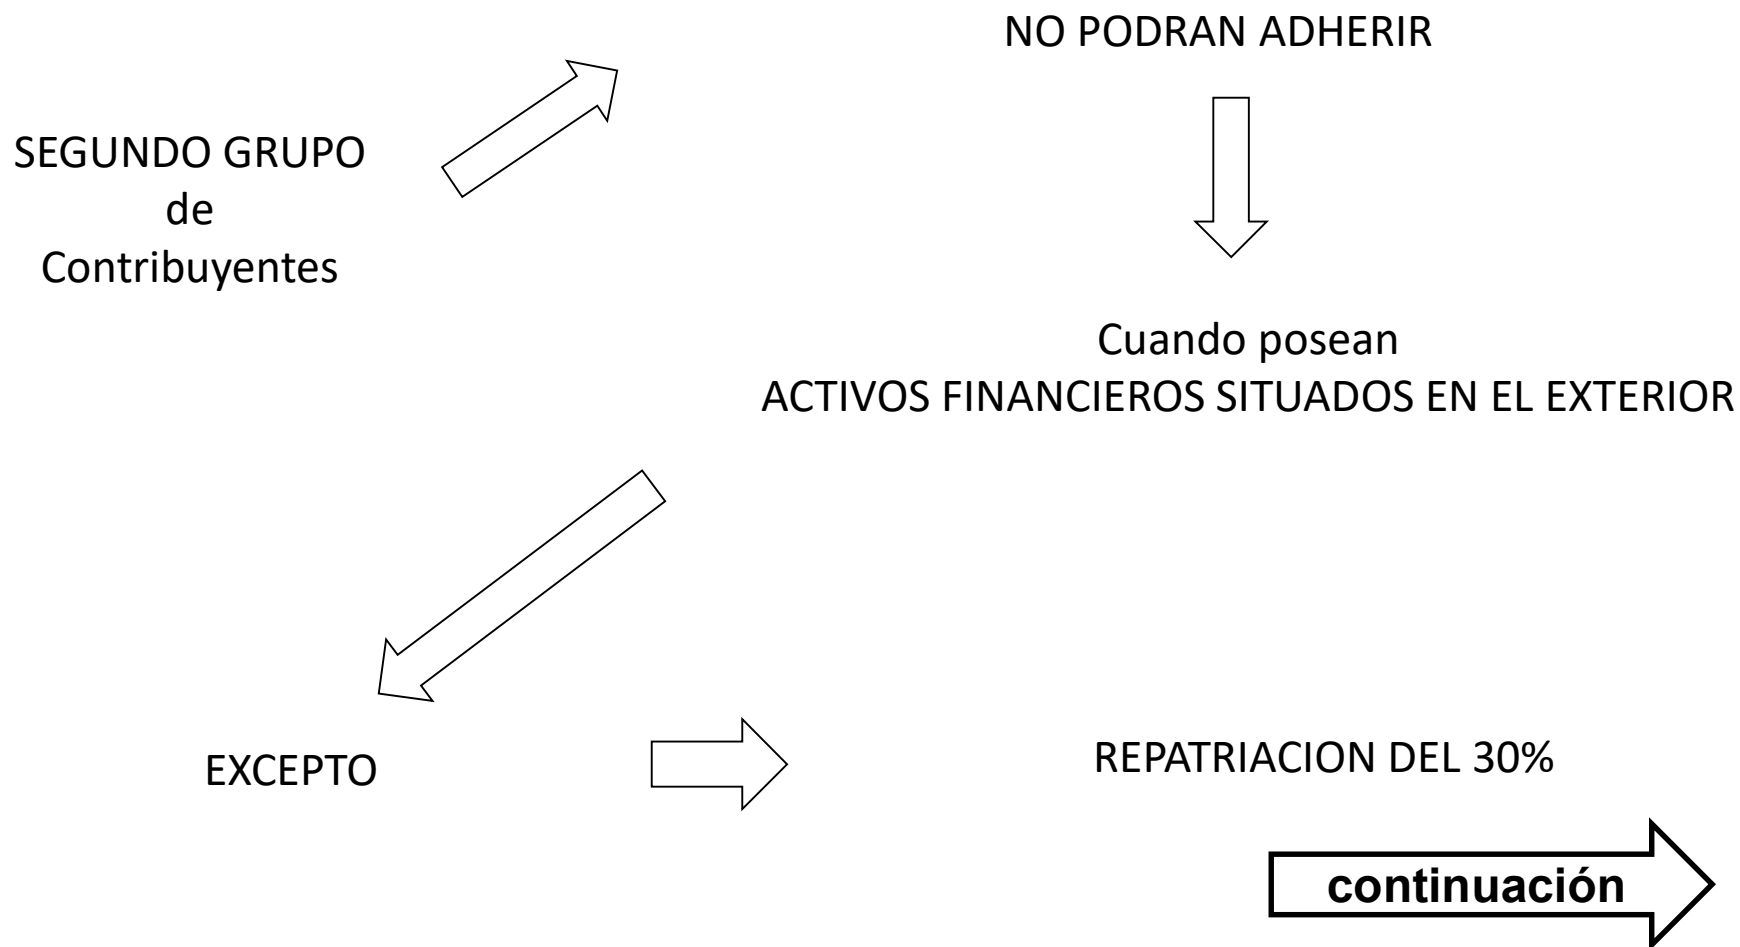 NO PODRAN ADHERIR
SEGUNDO GRUPO
de
Contribuyentes
Cuando posean
ACTIVOS FINANCIEROS SITUADOS EN EL EXTERIOR
EXCEPTO
REPATRIACION DEL 30%
continuación